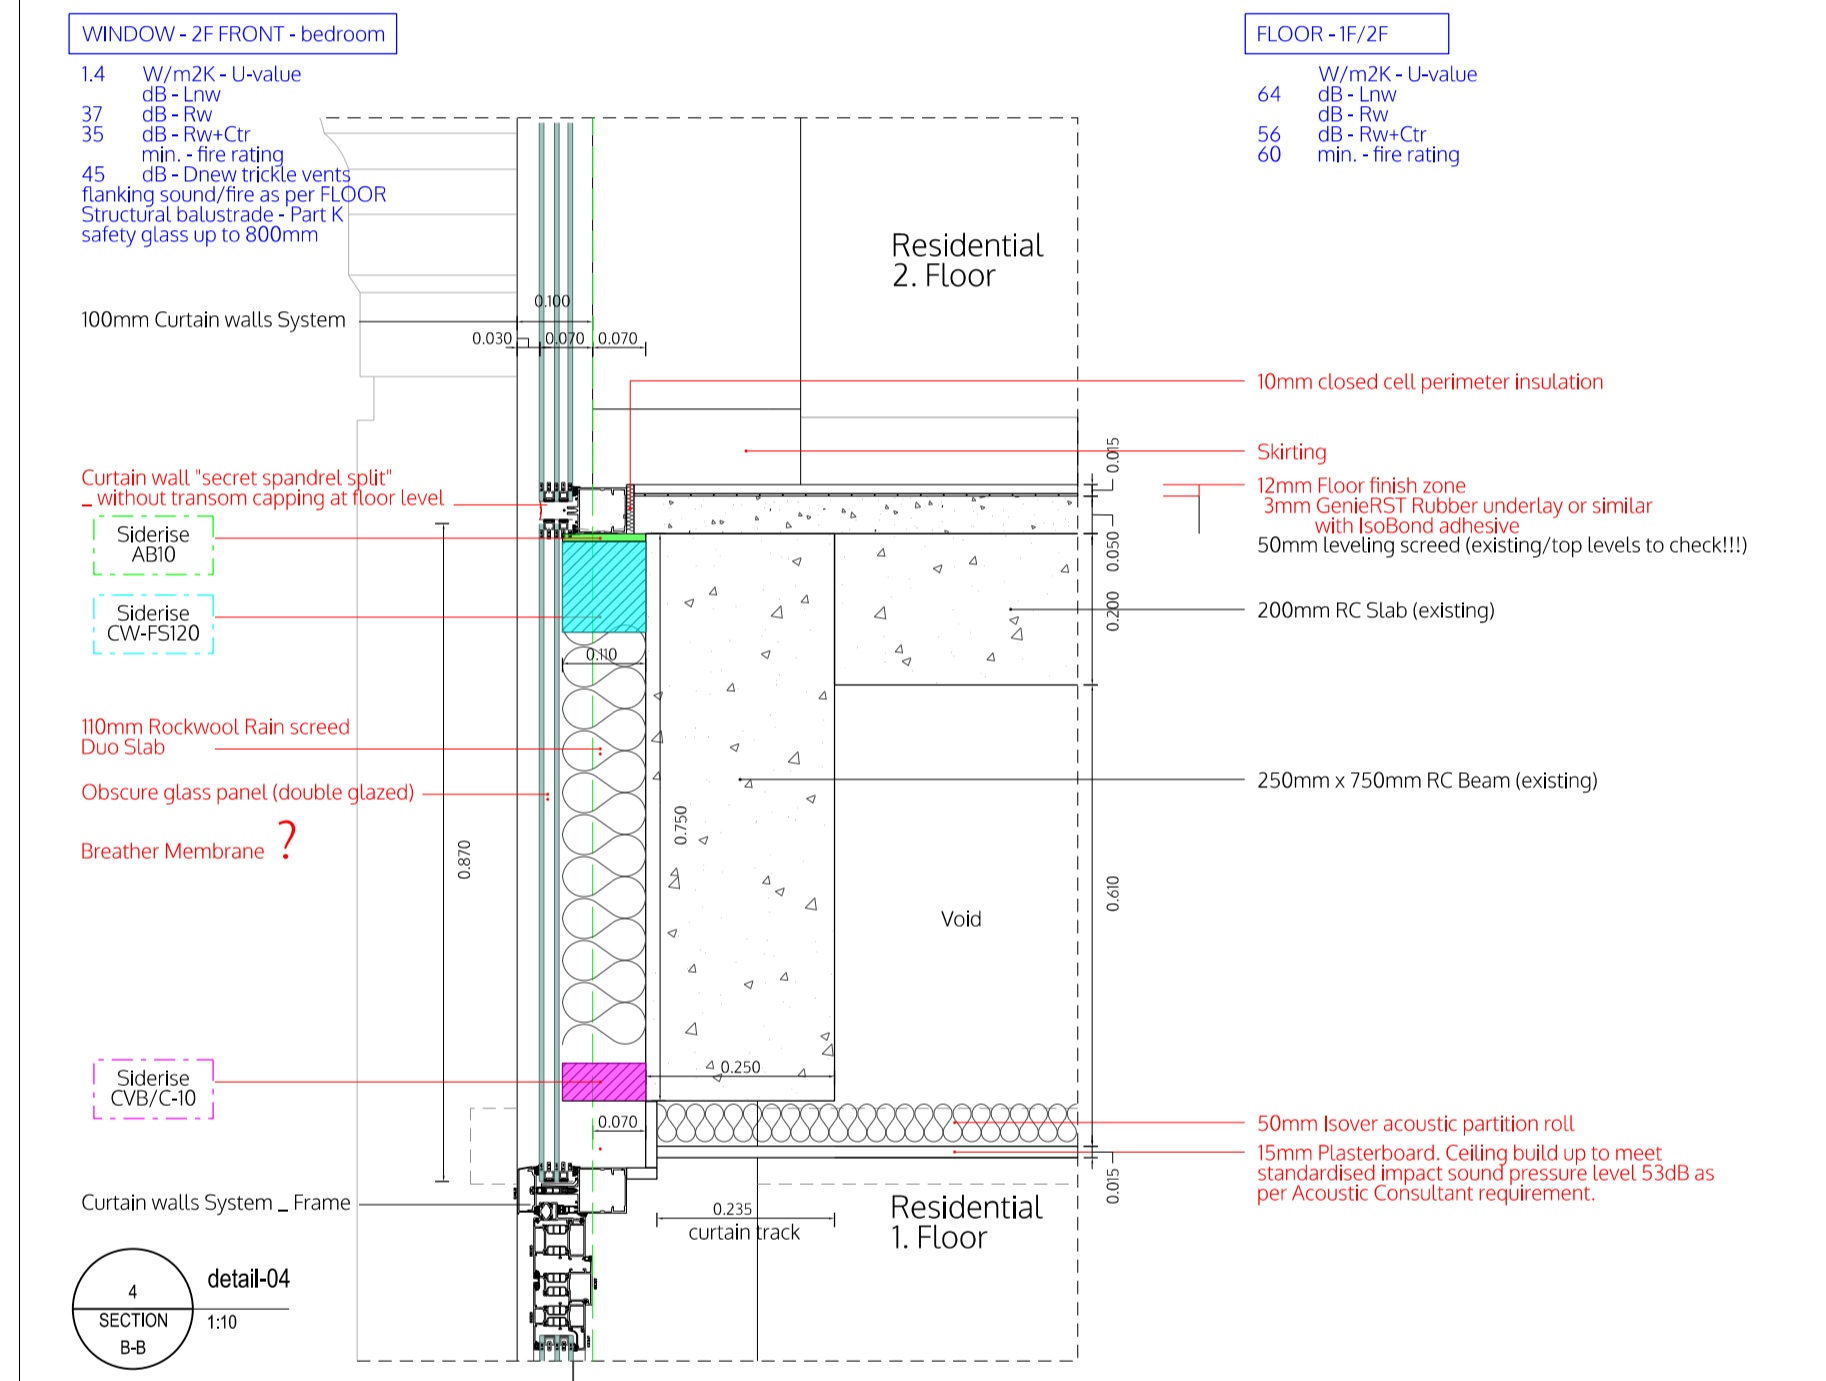 WINDOW - 2F FRONT - bedroom
1.4 W/m2K - U-value
dB - Lnw
37 dB - Rw
35 dB - Rw+Ctr
min. - fire rating
45 dB - Dnew trickle vents
flanking sound/fire as per FLOOR
Structural balustrade - Part K
safety glass up to 800mm
FLOOR - 1F/2F
W/m2K - U-value
64 dB - Lnw
dB - Rw
56 dB - Rw+Ctr
60 min. - fire rating
Residential
2. Floor
0.100
100mm Curtain walls System
0.030 0.070 0.070
10mm closed cell perimeter insulation
0.015
Skirting
Curtain wall "secret spandrel split"
_ without transom capping at floor level
12mm Floor finish zone
3mm GenieRST Rubber underlay or similar
with IsoBond adhesive
50mm leveling screed (existing/top levels to check!!!)
Siderise
AB10
0.050
Siderise
CW-FS120
0.200
200mm RC Slab (existing)
0.110
110mm Rockwool Rain screed
Duo Slab
Obscure glass panel (double glazed)
250mm x 750mm RC Beam (existing)
Breather Membrane ?
0.870
0.750
0.610
Void
Siderise
CVB/C-10
0.250
0.070
50mm Isover acoustic partition roll
15mm Plasterboard. Ceiling build up to meet
standardised impact sound pressure level 53dB as
per Acoustic Consultant requirement.
0.015
Curtain walls System _ Frame
0.235
curtain track
Residential
1. Floor
4
SECTION
B-B
detail-04
1:10